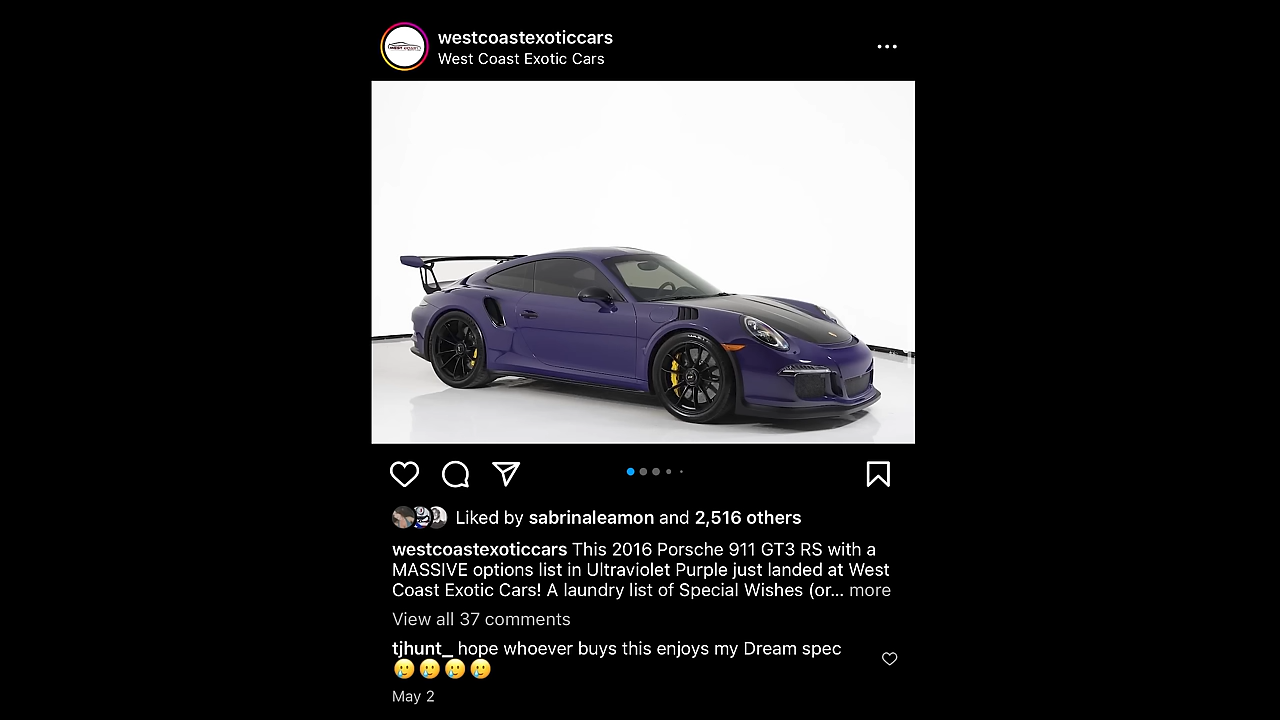 westcoastexoticcars
West Coast Exotic Cars
Liked by sabrinaleamon and 2,516 others
westcoastexoticcars This 2016 Porsche 911 GT3 RS with a
MASSIVE options list in Ultraviolet Purple just landed at West
Coast Exotic Cars! A laundry list of Special Wishes (or... more
View all 37 comments
tjhunt_ hope whoever buys this enjoys my Dream spec
🥲🥲🥲🥲
May 2